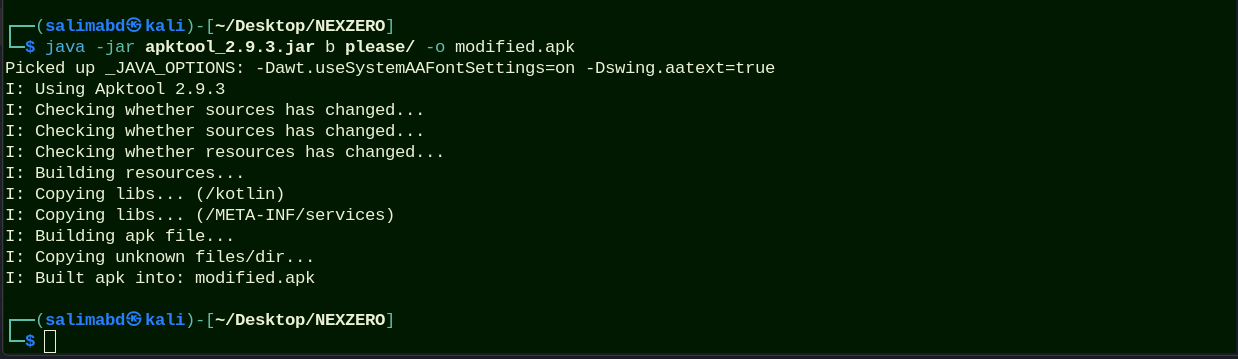 ┌──(salimabd㉿kali)-[~/Desktop/NEXZERO]
└─$ java -jar apktool_2.9.3.jar b please/ -o modified.apk
Picked up _JAVA_OPTIONS: -Dawt.useSystemAAFontSettings=on -Dswing.aatext=true
I: Using Apktool 2.9.3
I: Checking whether sources has changed...
I: Checking whether sources has changed...
I: Checking whether resources has changed...
I: Building resources...
I: Copying libs... (/kotlin)
I: Copying libs... (/META-INF/services)
I: Building apk file...
I: Copying unknown files/dir...
I: Built apk into: modified.apk
┌──(salimabd㉿kali)-[~/Desktop/NEXZERO]
└─$